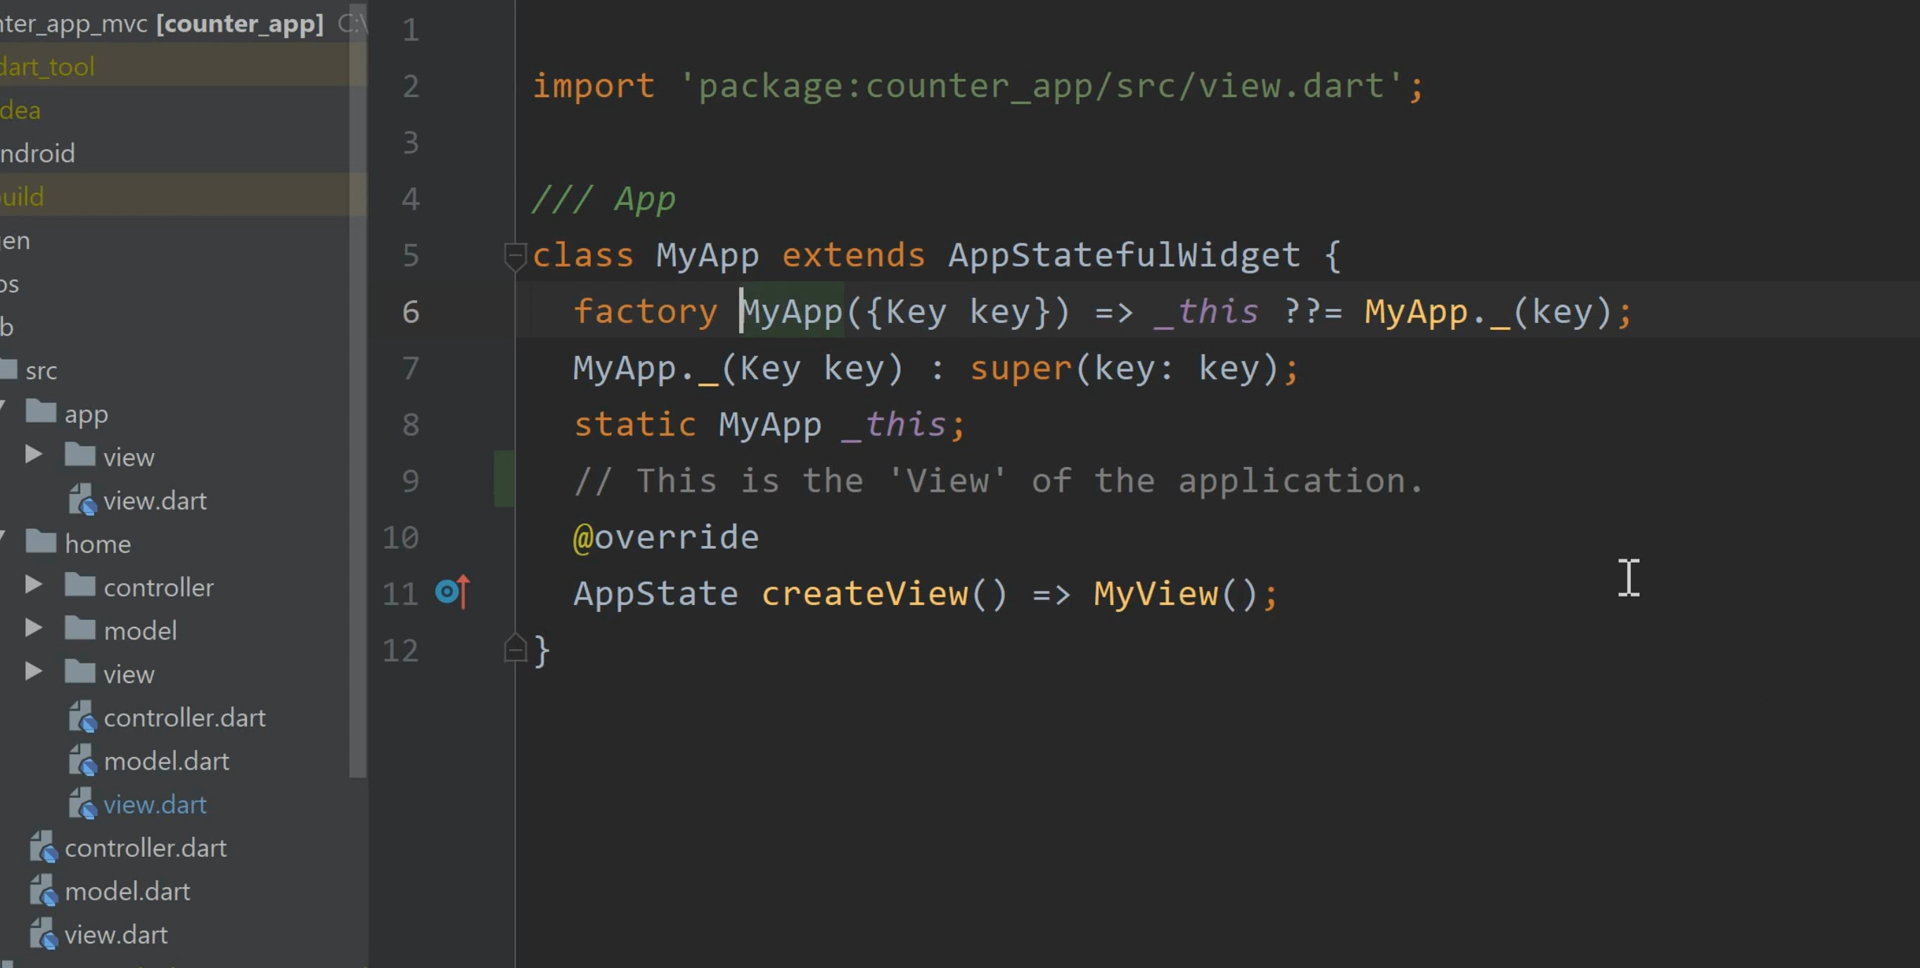 nter_app_mvc [counter_app] C:\
dart_tool
dea
ndroid
uild
gen
os
b
src
app
view
view.dart
home
controller
model
view
controller.dart
model.dart
view.dart
controller.dart
model.dart
view.dart
1
2 import 'package:counter_app/src/view.dart';
3
4 /// App
5 class MyApp extends AppStatefulWidget {
6 factory MyApp({Key key}) => _this ??= MyApp._(key);
7 MyApp._(Key key) : super(key: key);
8 static MyApp _this;
9 // This is the 'View' of the application.
10 @override
11 AppState createView() => MyView();
12 }